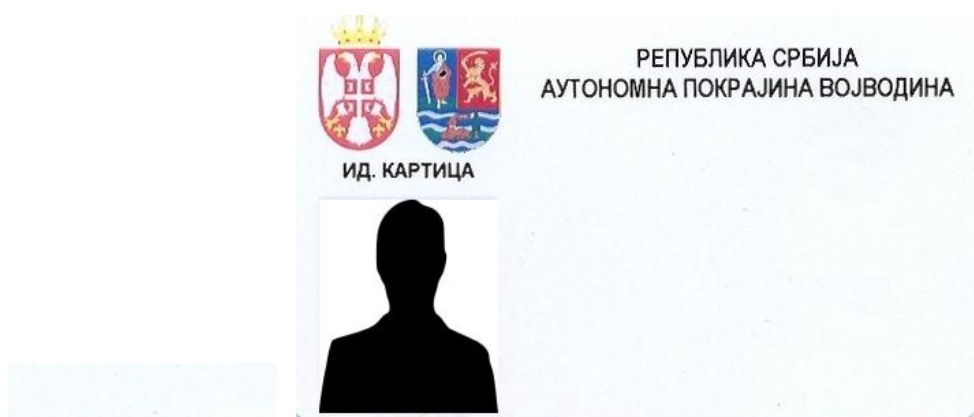 РЕПУБЛИКА СРБИЈА
АУТОНОМНА ПОКРАЈИНА ВОЈВОДИНА
ИД. КАРТИЦА